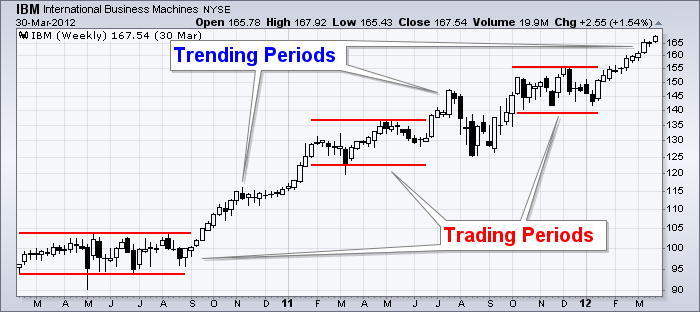 IBM International Business Machines NYSE
30-Mar-2012 Open 165.78 High 167.92 Low 165.43 Close 167.54 Volume 19.9M Chg +2.55 (+1.54%)
IBM (Weekly) 167.54 (30 Mar)
Trending Periods
Trading Periods
165
160
155
150
145
140
135
130
125
120
115
110
105
100
95
90
M A M J J A S O N D 11 F M A M J J A S O N D 12 F M